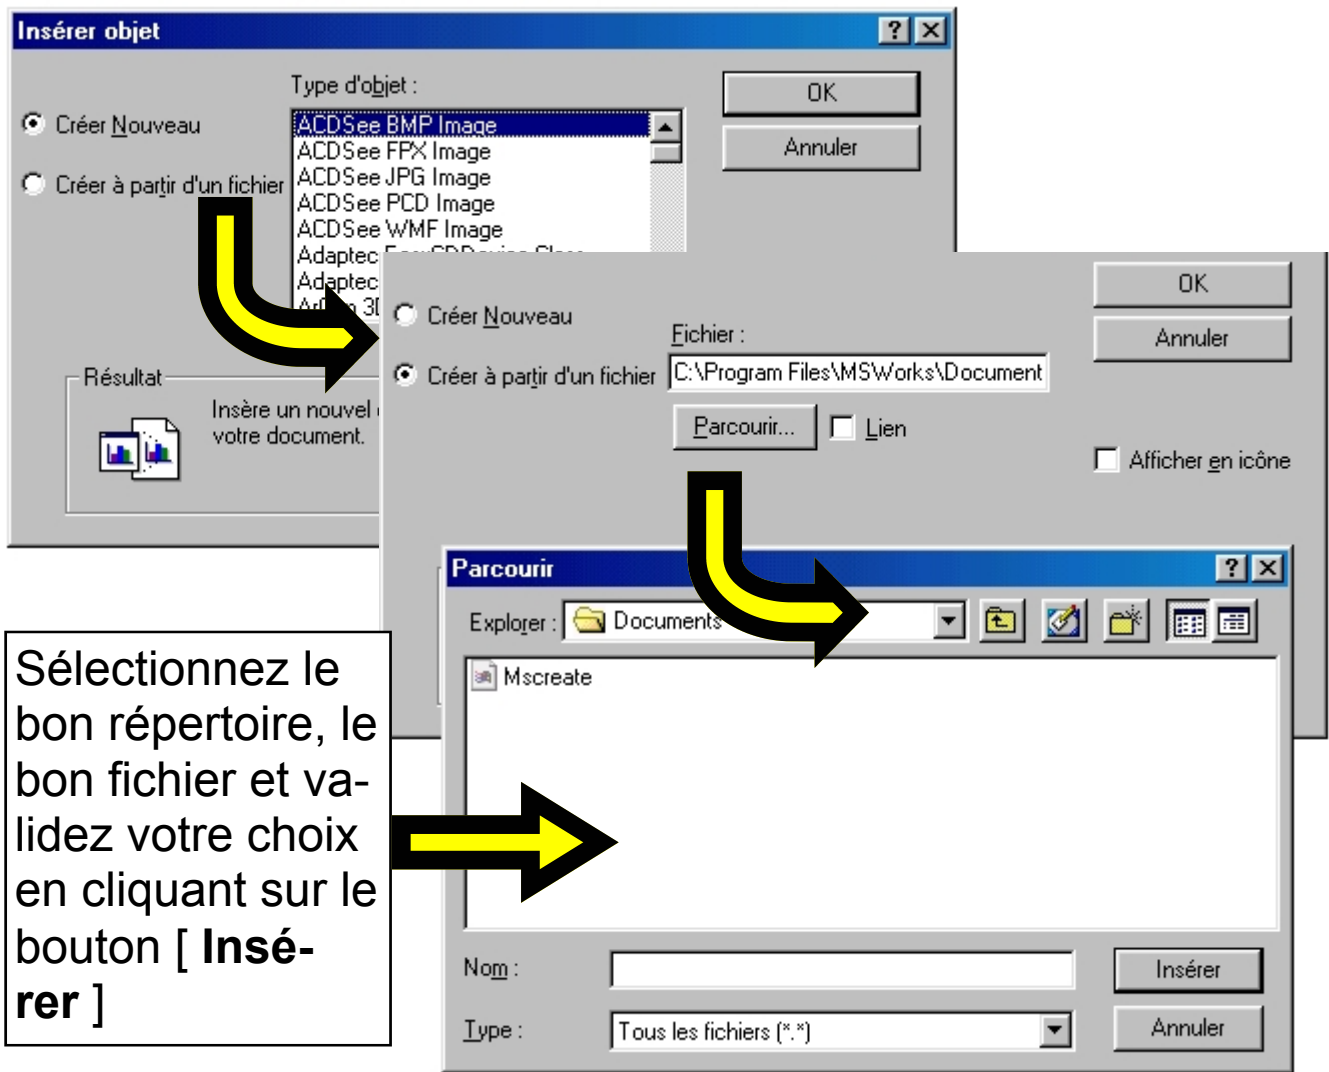 Insérer objet
Type d'objet :
OK
Créer Nouveau
ACDSee BMP Image
ACDSee FPX Image
Annuler
ACDSee JPG Image
Créer à partir d'un fichier
ACDSee PCD Image
ACDSee WMF Image
Adaptec
Adaptec
Résultat
Insère un nouvel
votre document.
OK
Créer Nouveau
Fichier :
Annuler
Créer à partir d'un fichier
C:\Program Files\MSWorks\Document
Parcourir...
Lien
Afficher en icône
Parcourir
Explorer :
Documents
Mscreate
Nom :
Insérer
Type :
Tous les fichiers (*.*)
Annuler
Sélectionnez le
bon répertoire, le
bon fichier et va-
lidez votre choix
en cliquant sur le
bouton [ Insé-
rer ]